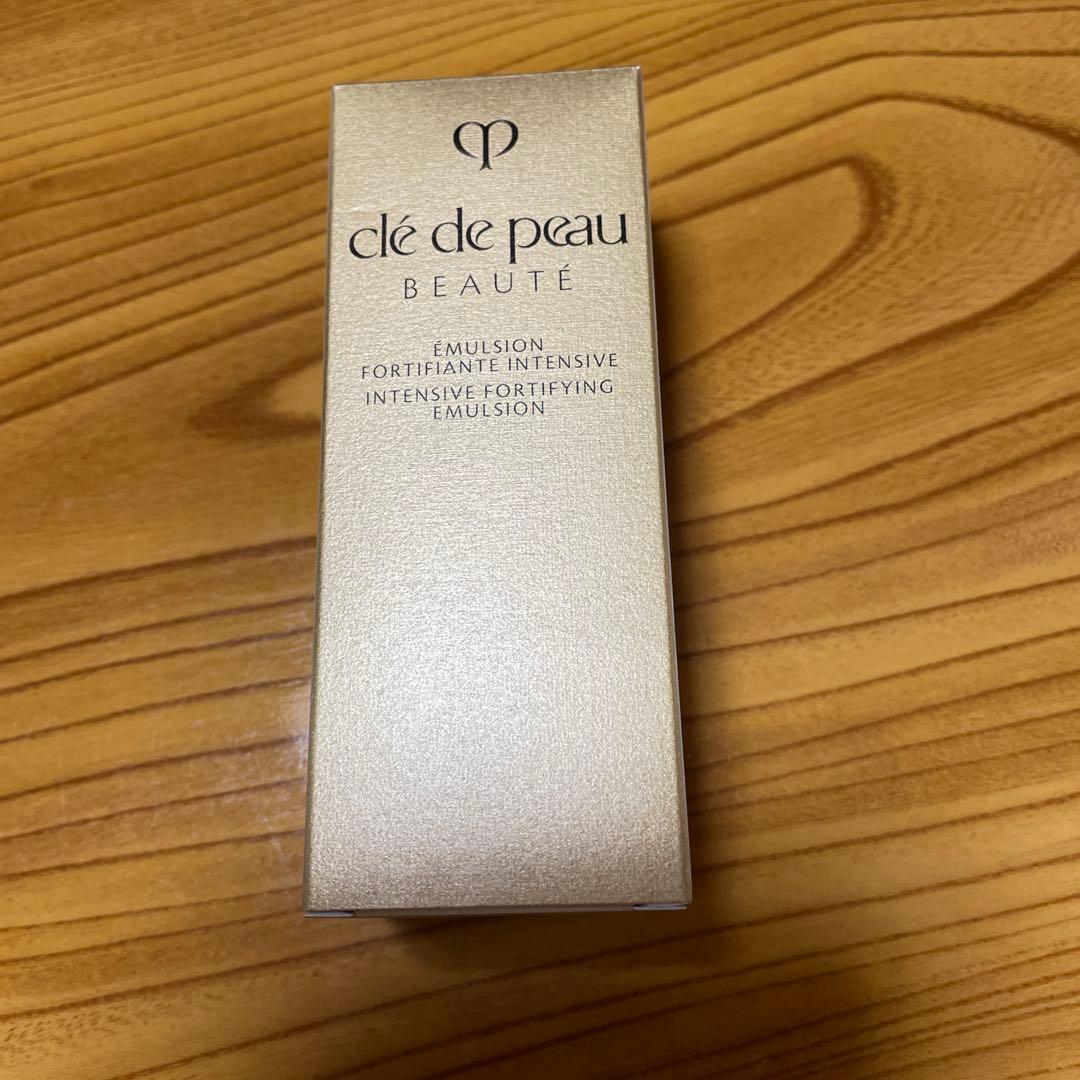 clé de peau
BEAUTÉ
ÉMULSION
FORTIFIANTE INTENSIVE
INTENSIVE FORTIFYING
EMULSION